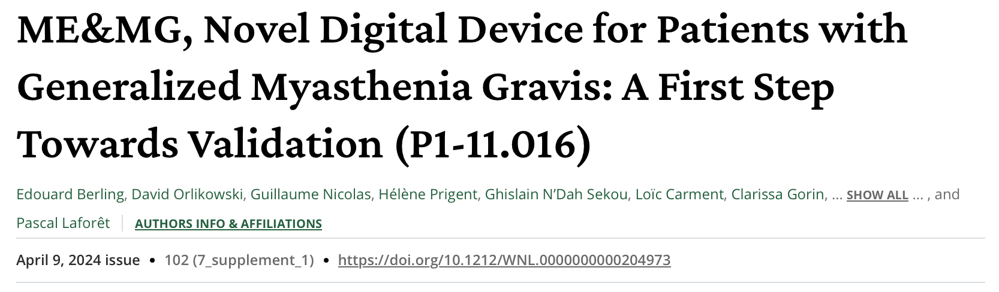 ME&MG, Novel Digital Device for Patients with
Generalized Myasthenia Gravis: A First Step
Towards Validation (P1-11.016)
Edouard Berling, David Orlikowski, Guillaume Nicolas, Hélène Prigent, Ghislain N’Dah Sekou, Loïc Carment, Clarissa Gorin, ... SHOW ALL ... , and
Pascal Laforêt AUTHORS INFO & AFFILIATIONS
April 9, 2024 issue • 102 (7_supplement_1) • https://doi.org/10.1212/WNL.0000000000204973